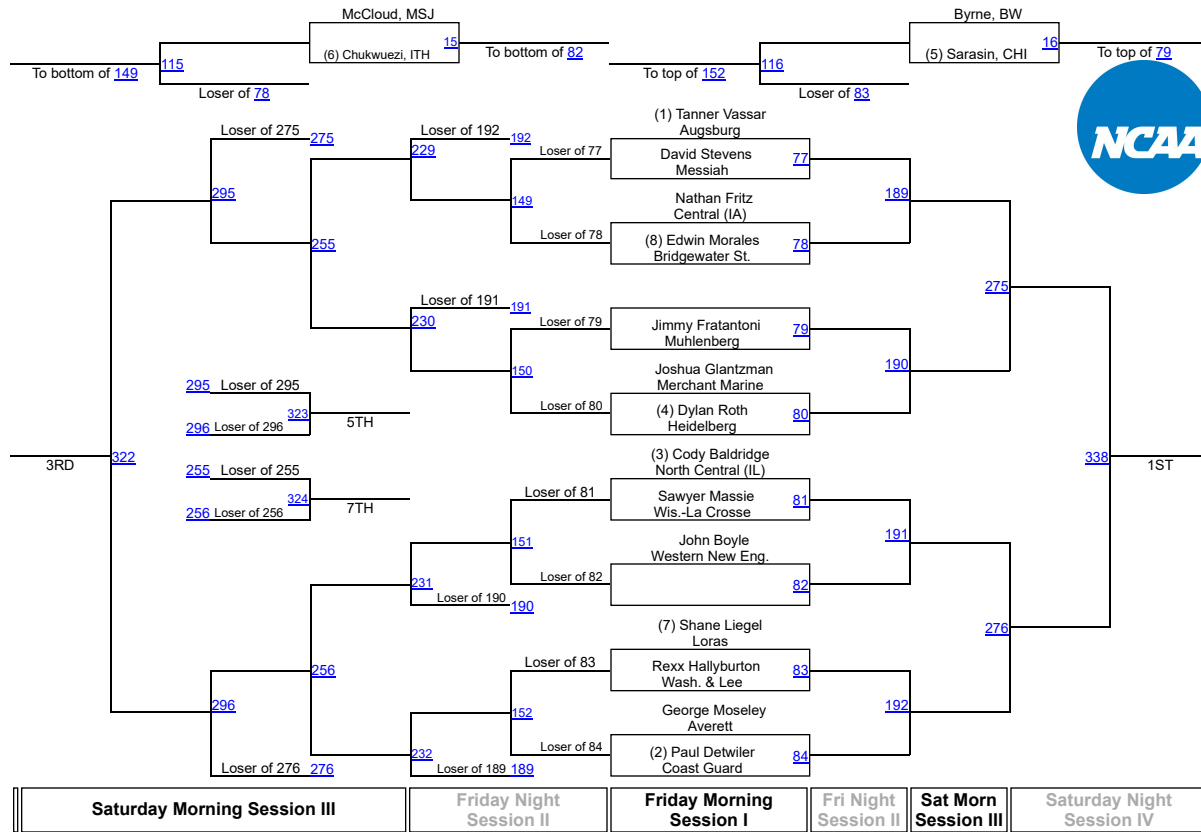 McCloud, MSJ
Byrne, BW
(6) Chukwuezi, ITH
15
(5) Sarasin, CHI
16
To bottom of 149
115
To bottom of 82
To top of 152
116
To top of 79
Loser of 78
Loser of 83
NCAA
(1) Tanner Vassar
Augsburg
Loser of 275
275
Loser of 192
192
229
Loser of 77
David Stevens
Messiah
77
295
149
189
Nathan Fritz
Central (IA)
255
Loser of 78
(8) Edwin Morales
Bridgewater St.
78
275
Loser of 191
191
230
Loser of 79
Jimmy Fratantoni
Muhlenberg
79
150
190
Joshua Glantzman
Merchant Marine
295
Loser of 295
323
5TH
Loser of 80
(4) Dylan Roth
Heidelberg
80
296
Loser of 296
3RD
322
338
1ST
(3) Cody Baldridge
North Central (IL)
255
Loser of 255
324
7TH
Loser of 81
Sawyer Massie
Wis.-La Crosse
81
256
Loser of 256
151
191
John Boyle
Western New Eng.
231
Loser of 82
82
Loser of 190
190
276
(7) Shane Liegel
Loras
256
Loser of 83
Rexx Hallyburton
Wash. & Lee
83
296
152
192
George Moseley
Averett
232
Loser of 84
(2) Paul Detwiler
Coast Guard
84
Loser of 276
276
Loser of 189
189
Saturday Morning Session III
Friday Night
Session II
Friday Morning
Session I
Fri Night
Session II
Sat Morn
Session III
Saturday Night
Session IV